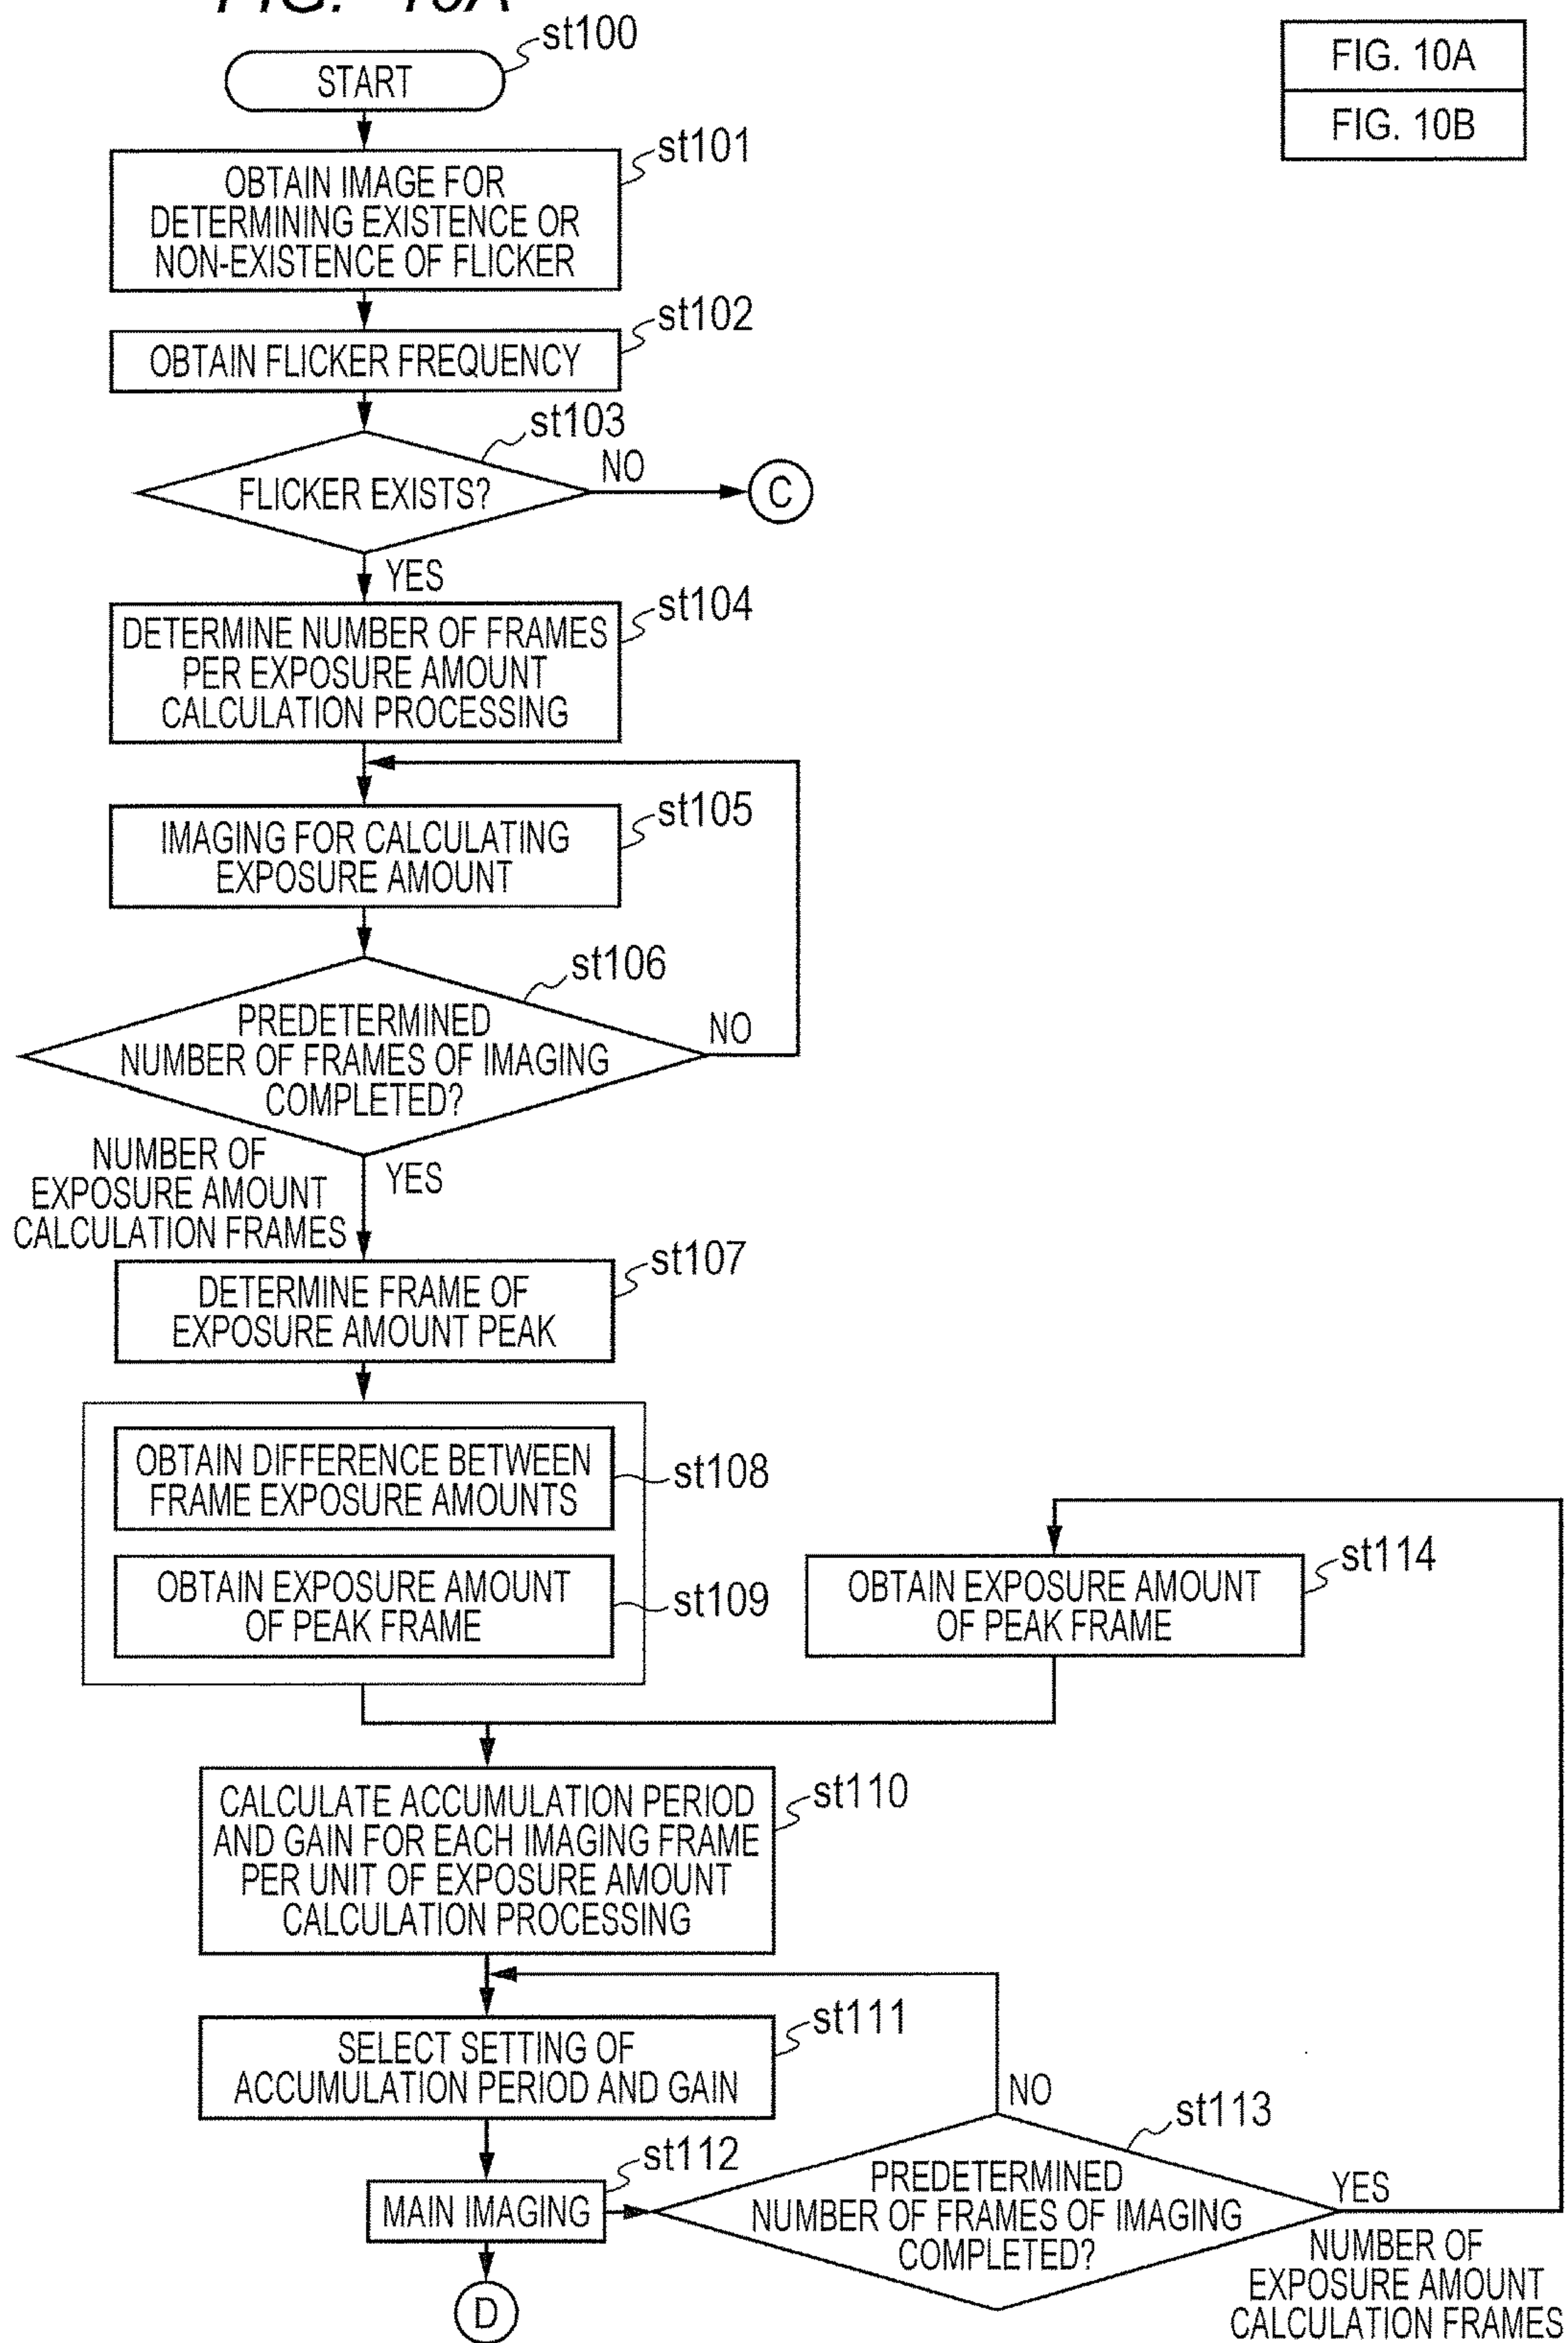 FIG. 10A
st100
START
FIG. 10A
FIG. 10B
st101
OBTAIN IMAGE FOR
DETERMINING EXISTENCE OR
NON-EXISTENCE OF FLICKER
st102
OBTAIN FLICKER FREQUENCY
st103
FLICKER EXISTS?
NO
C
YES
st104
DETERMINE NUMBER OF FRAMES
PER EXPOSURE AMOUNT
CALCULATION PROCESSING
st105
IMAGING FOR CALCULATING
EXPOSURE AMOUNT
st106
PREDETERMINED
NUMBER OF FRAMES OF IMAGING
COMPLETED?
NO
NUMBER OF
EXPOSURE AMOUNT
CALCULATION FRAMES
YES
st107
DETERMINE FRAME OF
EXPOSURE AMOUNT PEAK
OBTAIN DIFFERENCE BETWEEN
FRAME EXPOSURE AMOUNTS
st108
OBTAIN EXPOSURE AMOUNT
OF PEAK FRAME
st109
st114
OBTAIN EXPOSURE AMOUNT
OF PEAK FRAME
st110
CALCULATE ACCUMULATION PERIOD
AND GAIN FOR EACH IMAGING FRAME
PER UNIT OF EXPOSURE AMOUNT
CALCULATION PROCESSING
st111
SELECT SETTING OF
ACCUMULATION PERIOD AND GAIN
NO
st112
MAIN IMAGING
st113
PREDETERMINED
NUMBER OF FRAMES OF IMAGING
COMPLETED?
YES
NUMBER OF
EXPOSURE AMOUNT
CALCULATION FRAMES
D